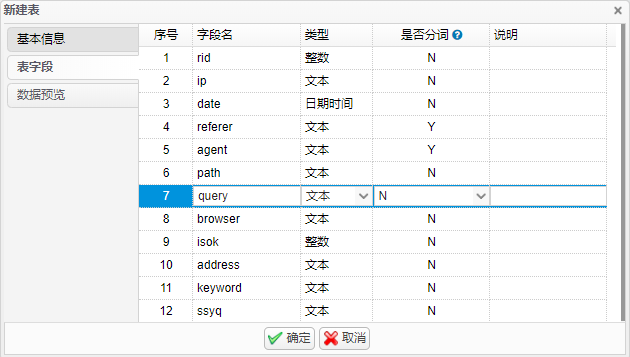 新建表
基本信息
表字段
数据预览
序号 字段名 类型 是否分词 说明
1 rid 整数 N
2 ip 文本 N
3 date 日期时间 N
4 referer 文本 Y
5 agent 文本 Y
6 path 文本 N
7 query 文本 N
8 browser 文本 N
9 isok 整数 N
10 address 文本 N
11 keyword 文本 N
12 ssyq 文本 N
确定 取消